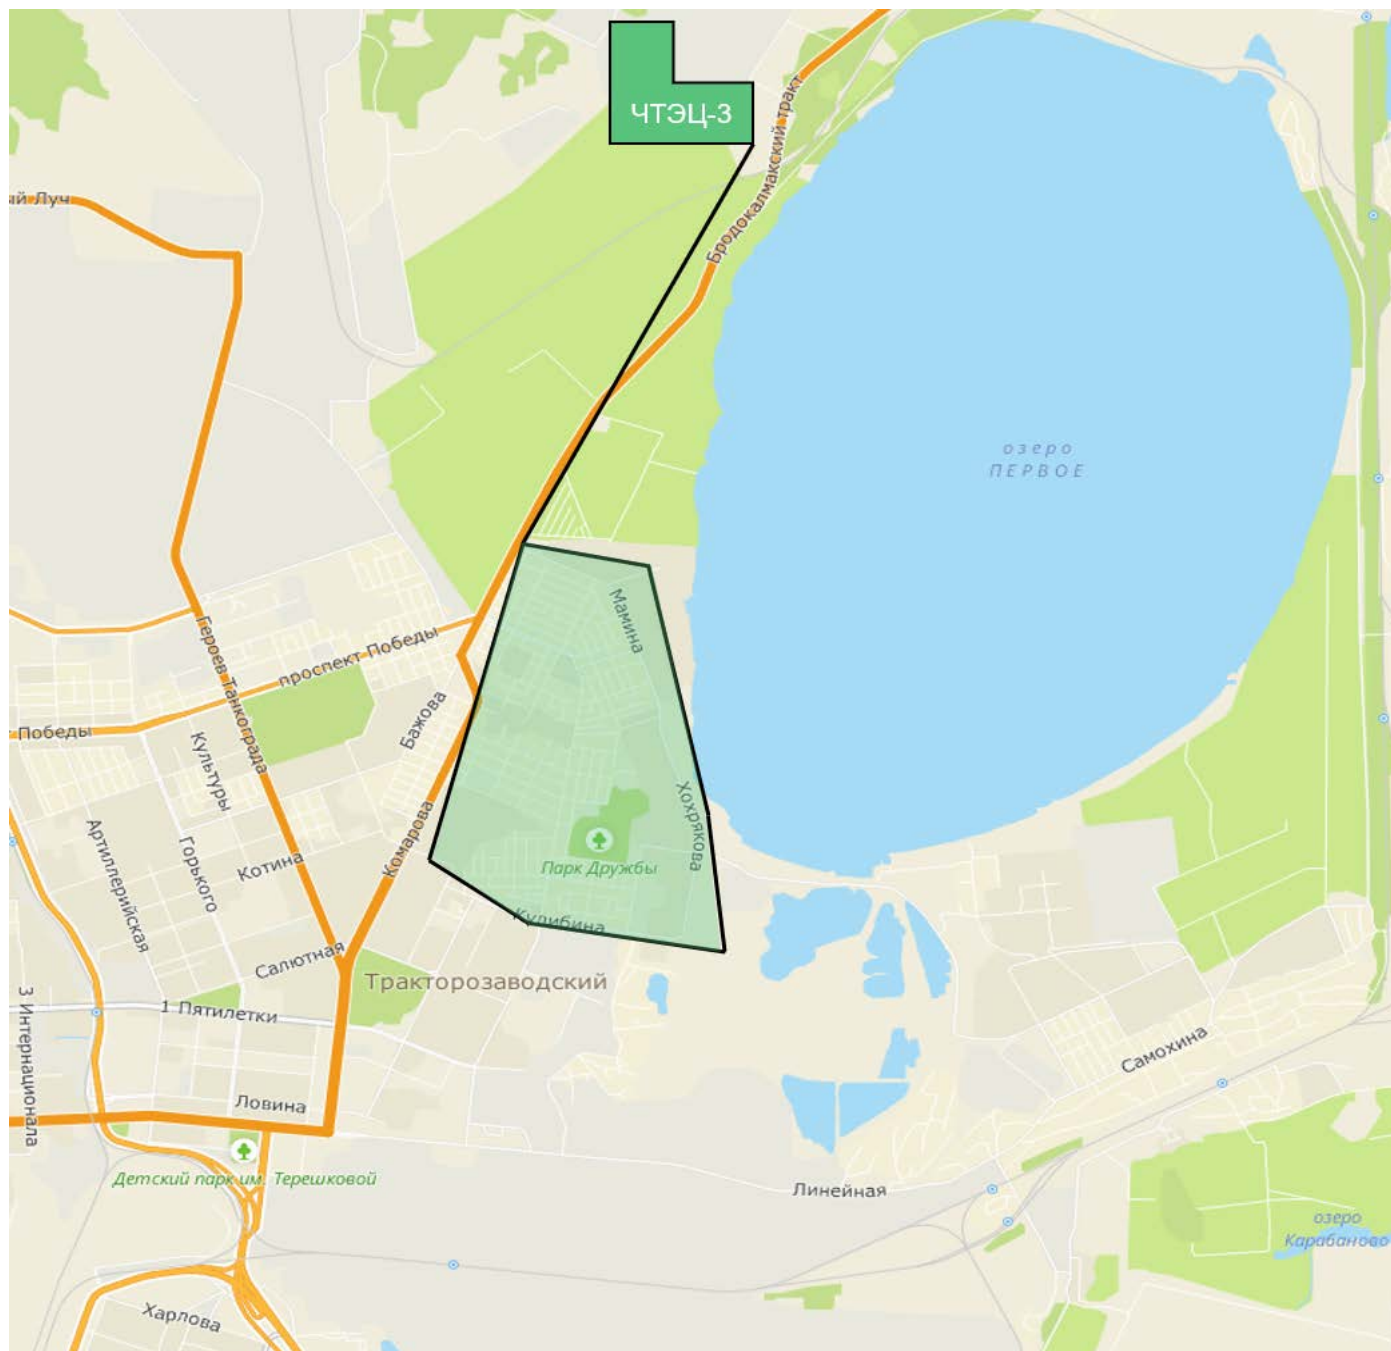 ЧТЭЦ-3
Бродокалмакский тракт
ый Луч
озеро
ПЕРВОЕ
Мамина
Героев Танкограда
проспект Победы
Бажова
Победы
Культуры
Хохрякова
Комарова
Артиллерийская
Горького
Котина
Парк Дружбы
Кулибина
Салютная
Тракторозаводский
3 Интернационала
1 Пятилетки
Самохина
Ловина
Детский парк им. Терешковой
Линейная
озеро
Карабаново
Харлова